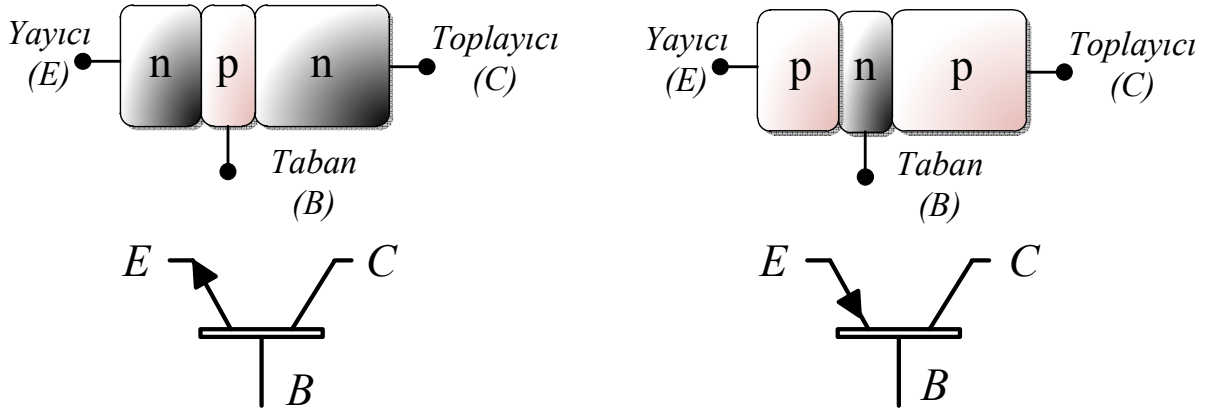 Yayıcı
(E)
n
p
n
Toplayıcı
(C)
Taban
(B)
E
C
B
Yayıcı
(E)
p
n
p
Toplayıcı
(C)
Taban
(B)
E
C
B